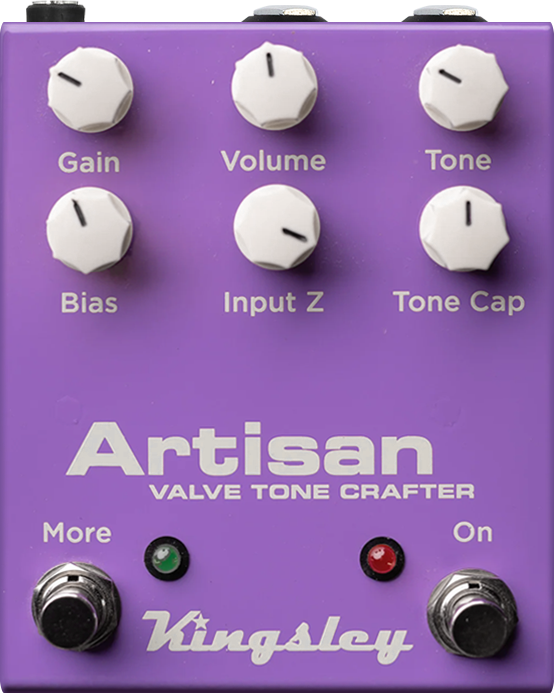 Gain Volume Tone
Bias Input Z Tone Cap
Artisan
VALVE TONE CRAFTER
More On
Kingsley